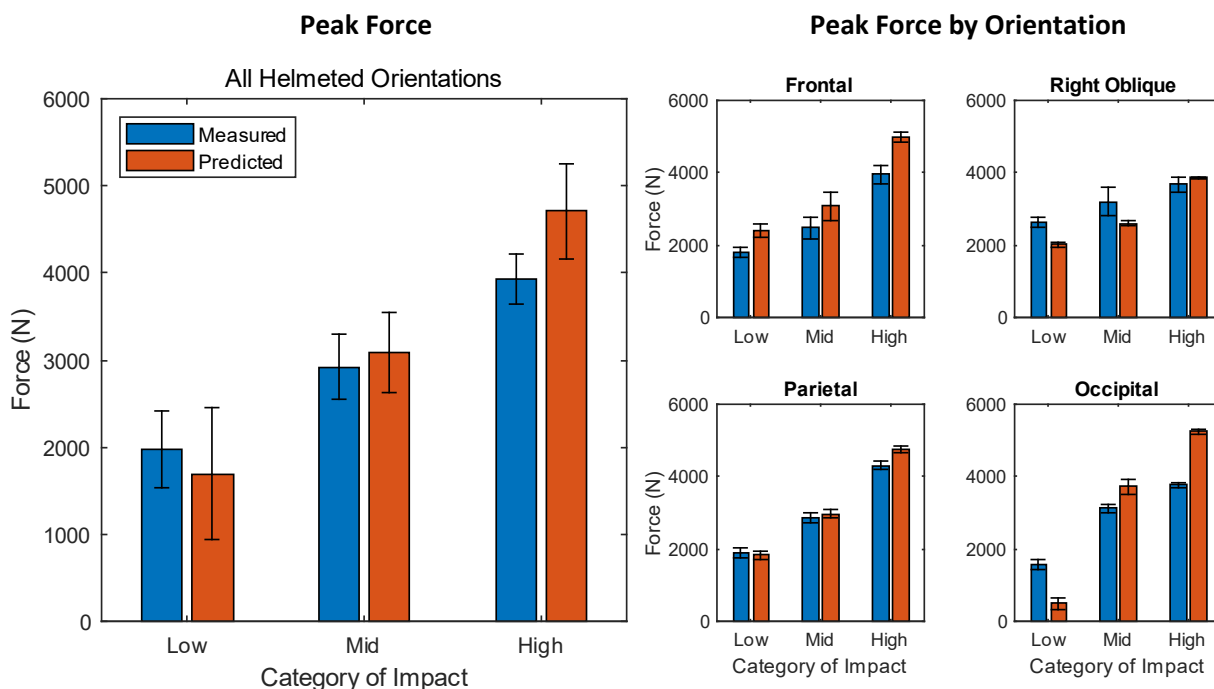 Peak Force
All Helmeted Orientations
6000
5000
4000
3000
2000
1000
0
Force (N)
Measured
Predicted
Low Mid High
Category of Impact
Peak Force by Orientation
Frontal
6000
4000
2000
0
Force (N)
Low Mid High
Right Oblique
6000
4000
2000
0
Low Mid High
Parietal
6000
4000
2000
0
Force (N)
Low Mid High
Category of Impact
Occipital
6000
4000
2000
0
Low Mid High
Category of Impact